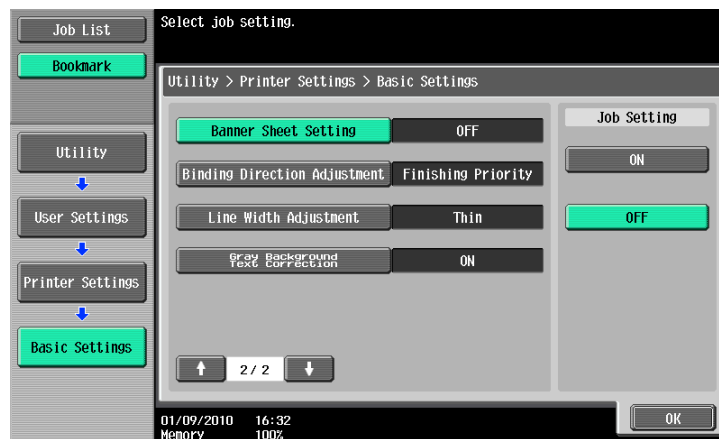 Job List
Bookmark
Select job setting.
Utility > Printer Settings > Basic Settings
Utility
User Settings
Printer Settings
Basic Settings
Banner Sheet Setting OFF
Binding Direction Adjustment Finishing Priority
Line Width Adjustment Thin
Gray Background
Text Correction
ON
2/ 2
Job Setting
ON
OFF
01/09/2010 16:32
Memory 100%
OK